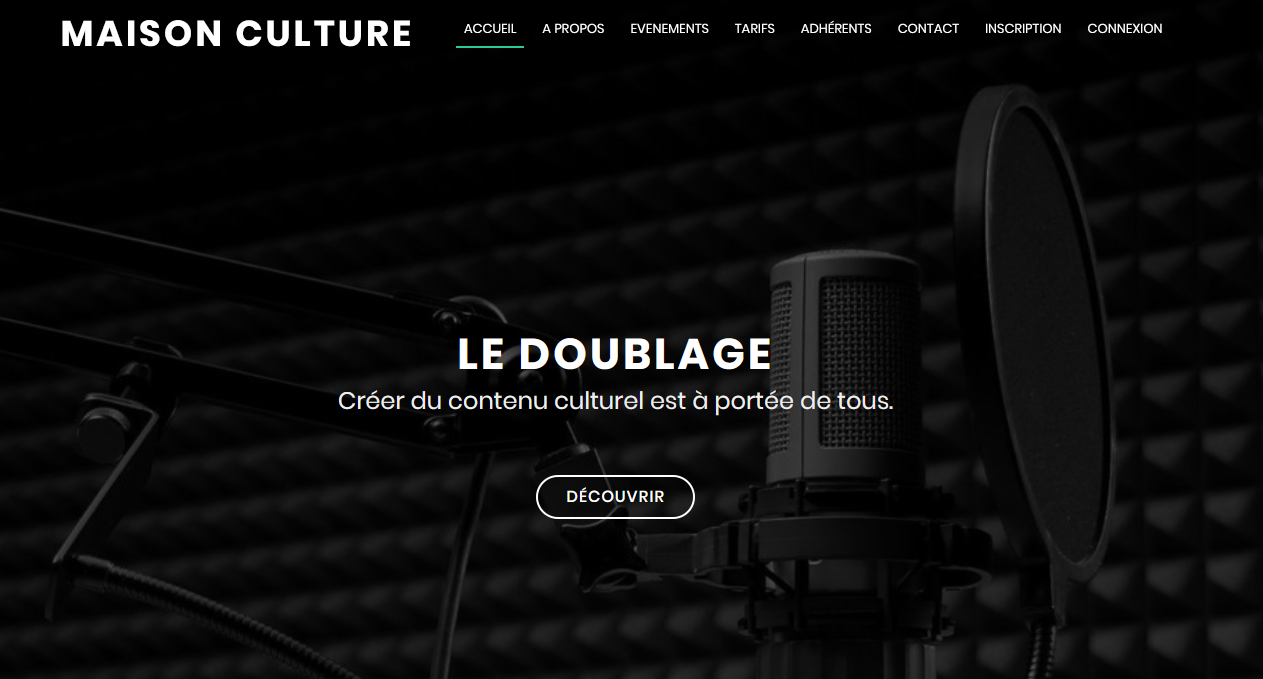 MAISON CULTURE
ACCUEIL A PROPOS EVENEMENTS TARIFS ADHÉRENTS CONTACT INSCRIPTION CONNEXION
LE DOUBLAGE
Créer du contenu culturel est à portée de tous.
DÉCOUVRIR